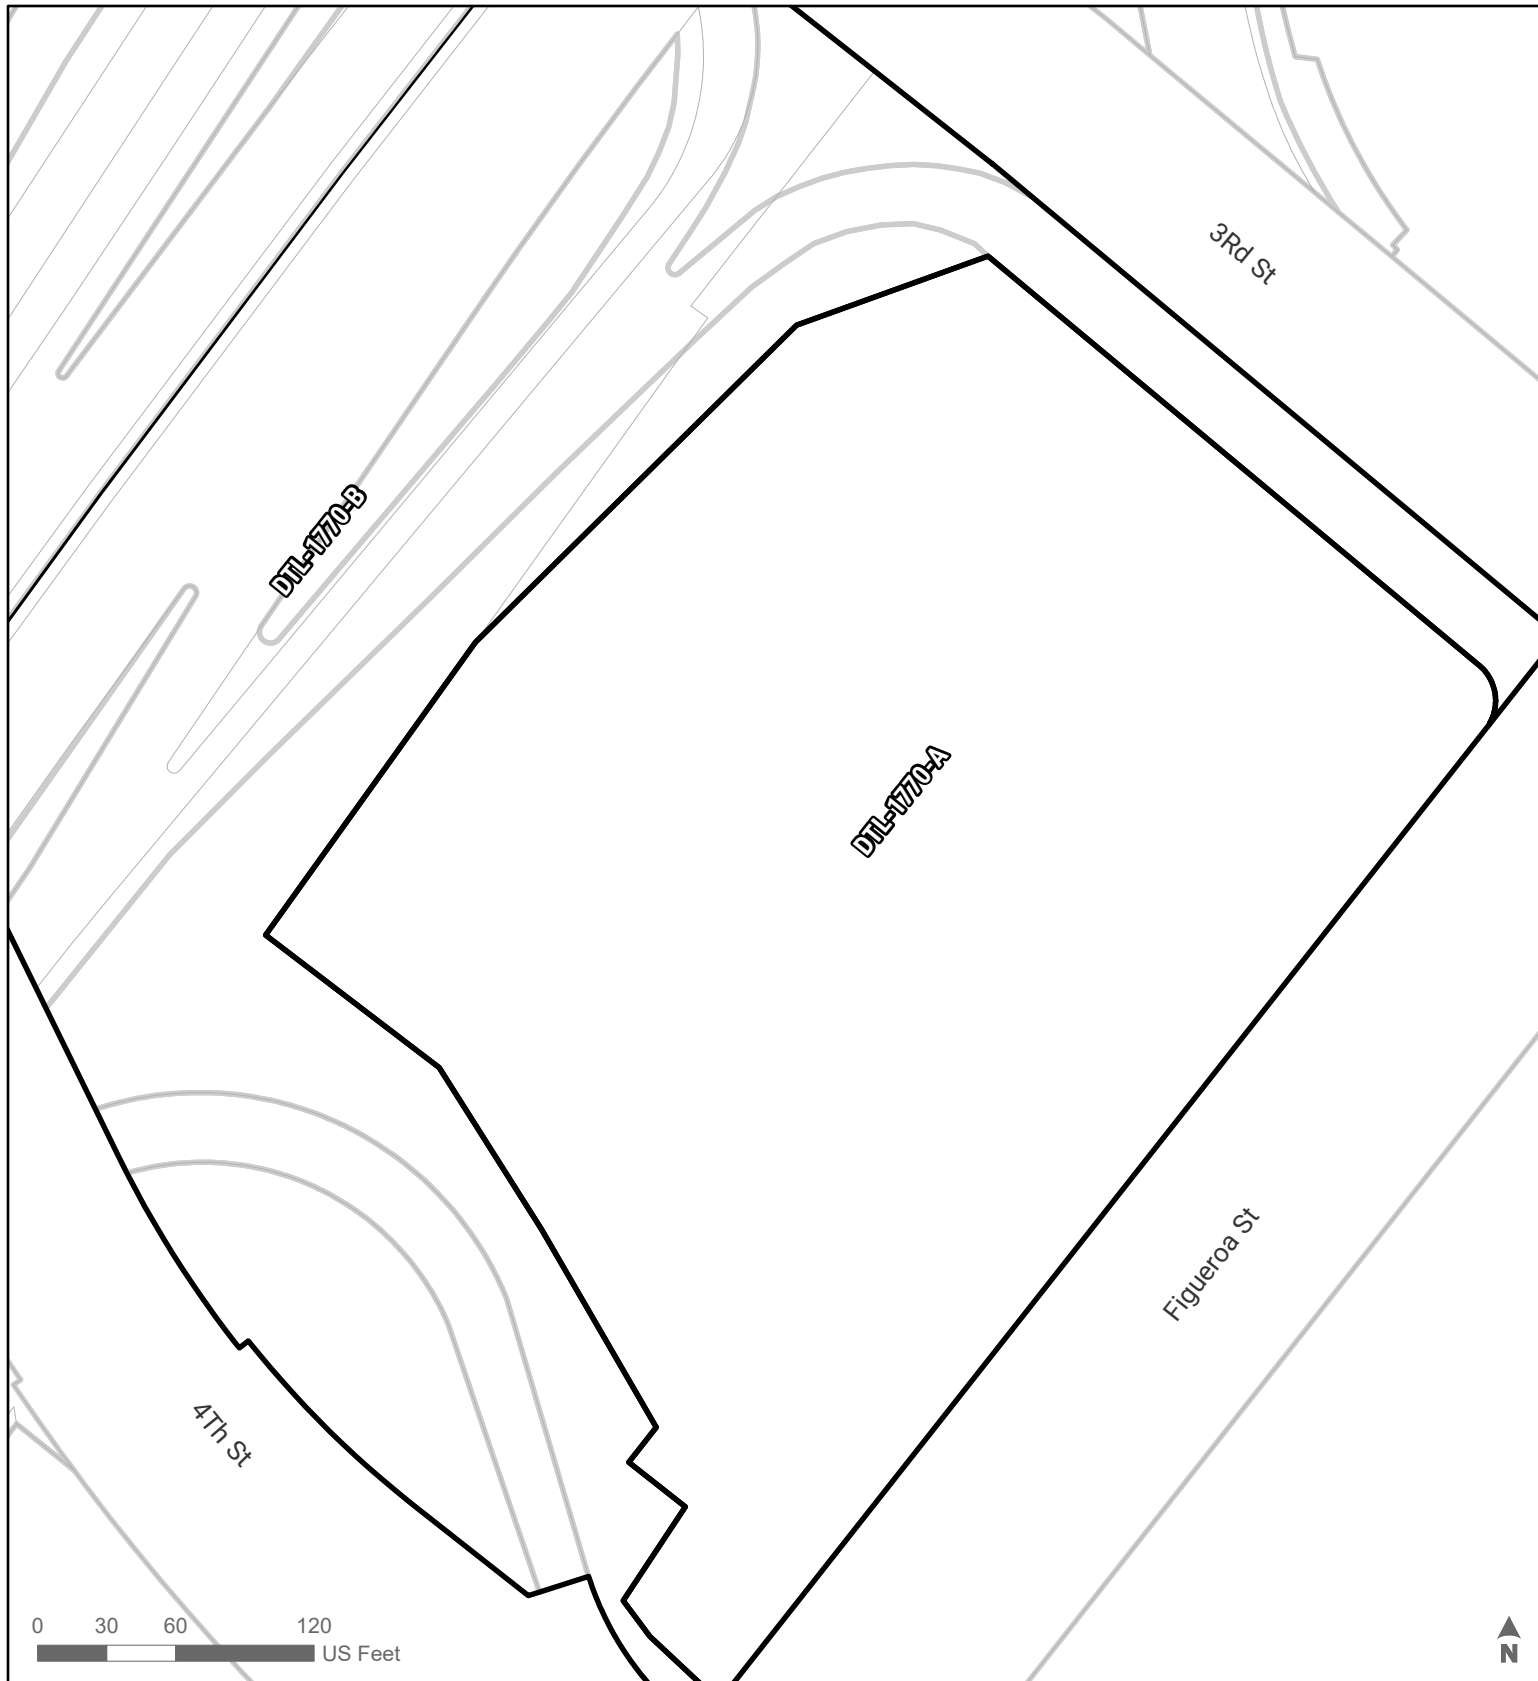 3Rd St
DTL-1770-B
DTL-1770-A
Figueroa St
4Th St
0 30 60 120
US Feet
N